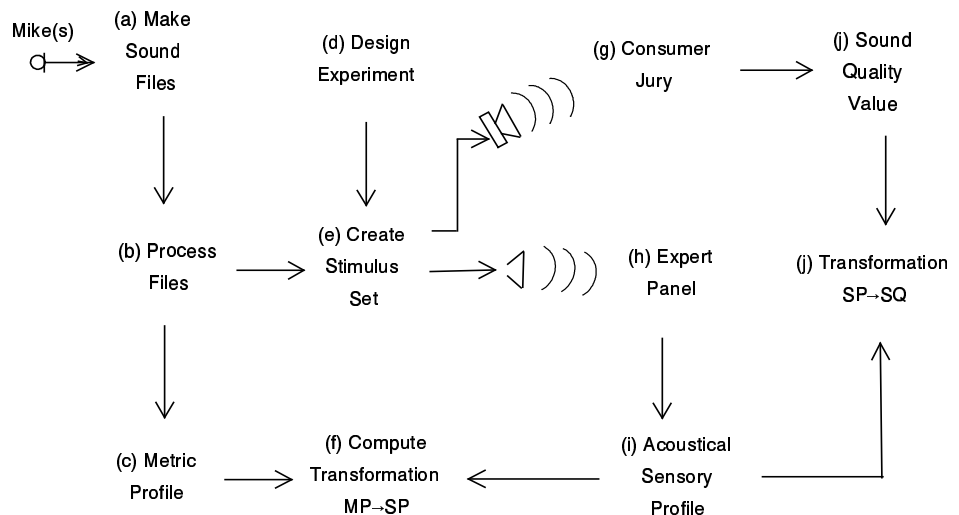 Mike(s)
(a) Make
Sound
Files
(d) Design
Experiment
(g) Consumer
Jury
(j) Sound
Quality
Value
(b) Process
Files
(e) Create
Stimulus
Set
(h) Expert
Panel
(j) Transformation
SP→SQ
(c) Metric
Profile
(f) Compute
Transformation
MP→SP
(i) Acoustical
Sensory
Profile